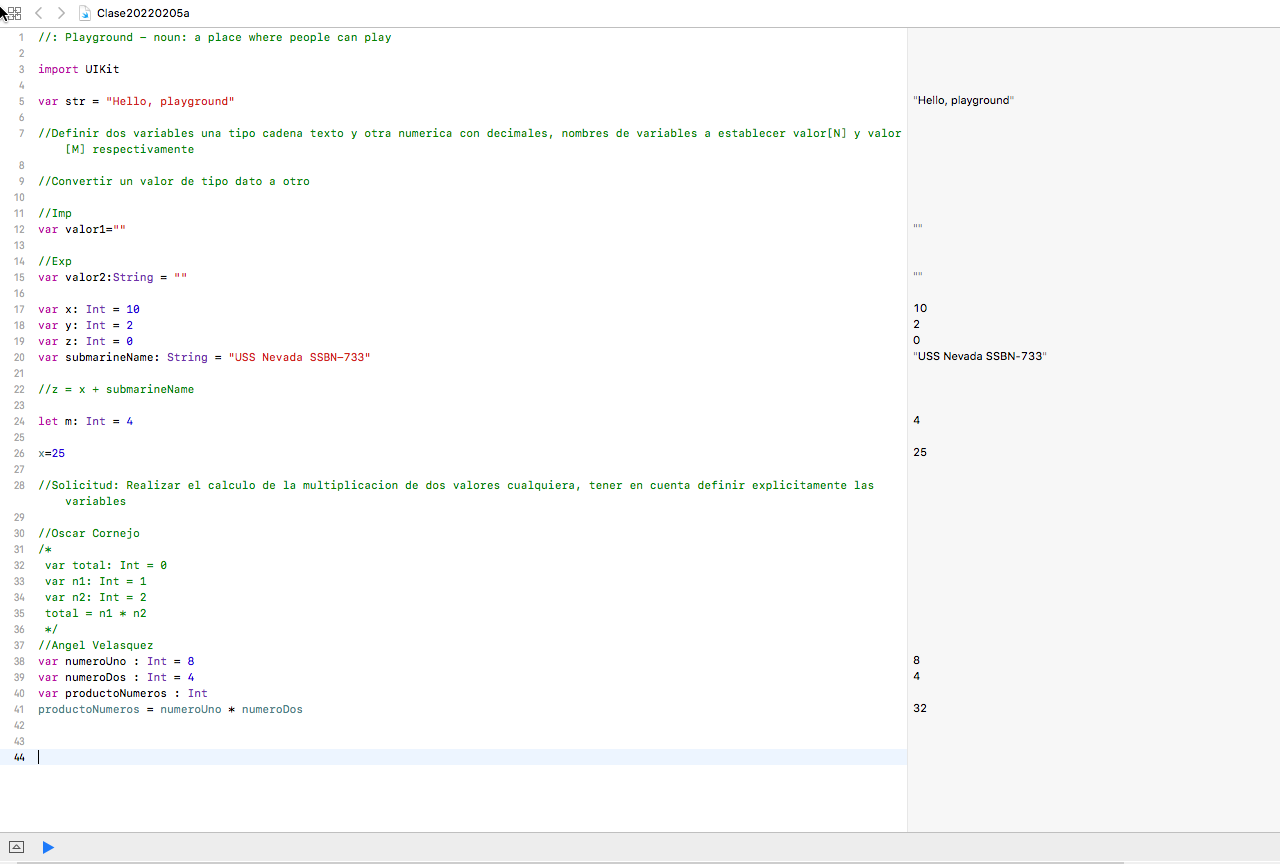 Clase20220205a
1 //: Playground - noun: a place where people can play
2
3 import UIKit
4
5 var str = "Hello, playground" "Hello, playground"
6
7 //Definir dos variables una tipo cadena texto y otra numerica con decimales, nombres de variables a establecer valor[N] y valor
[M] respectivamente
8
9 //Convertir un valor de tipo dato a otro
10
11 //Imp
12 var valor1="" ""
13
14 //Exp
15 var valor2:String = "" ""
16
17 var x: Int = 10 10
18 var y: Int = 2 2
19 var z: Int = 0 0
20 var submarineName: String = "USS Nevada SSBN-733" "USS Nevada SSBN-733"
21
22 //z = x + submarineName
23
24 let m: Int = 4 4
25
26 x=25 25
27
28 //Solicitud: Realizar el calculo de la multiplicacion de dos valores cualquiera, tener en cuenta definir explicitamente las
variables
29
30 //Oscar Cornejo
31 /*
32 var total: Int = 0
33 var n1: Int = 1
34 var n2: Int = 2
35 total = n1 * n2
36 */
37 //Angel Velasquez
38 var numeroUno : Int = 8 8
39 var numeroDos : Int = 4 4
40 var productoNumeros : Int
41 productoNumeros = numeroUno * numeroDos 32
42
43
44